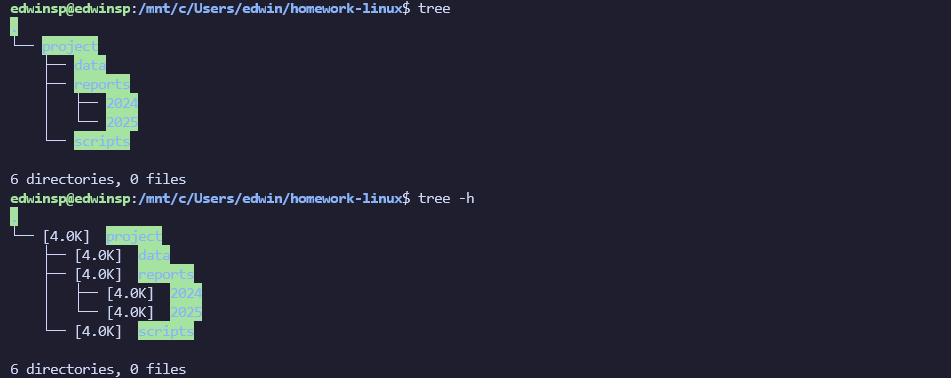 edwinsp@edwinsp:/mnt/c/Users/edwin/homework-linux$ tree
.
└── project
    ├── data
    ├── reports
    │   ├── 2024
    │   └── 2025
    └── scripts

6 directories, 0 files
edwinsp@edwinsp:/mnt/c/Users/edwin/homework-linux$ tree -h
.
└── [4.0K]  project
    ├── [4.0K]  data
    ├── [4.0K]  reports
    │   ├── [4.0K]  2024
    │   └── [4.0K]  2025
    └── [4.0K]  scripts

6 directories, 0 files